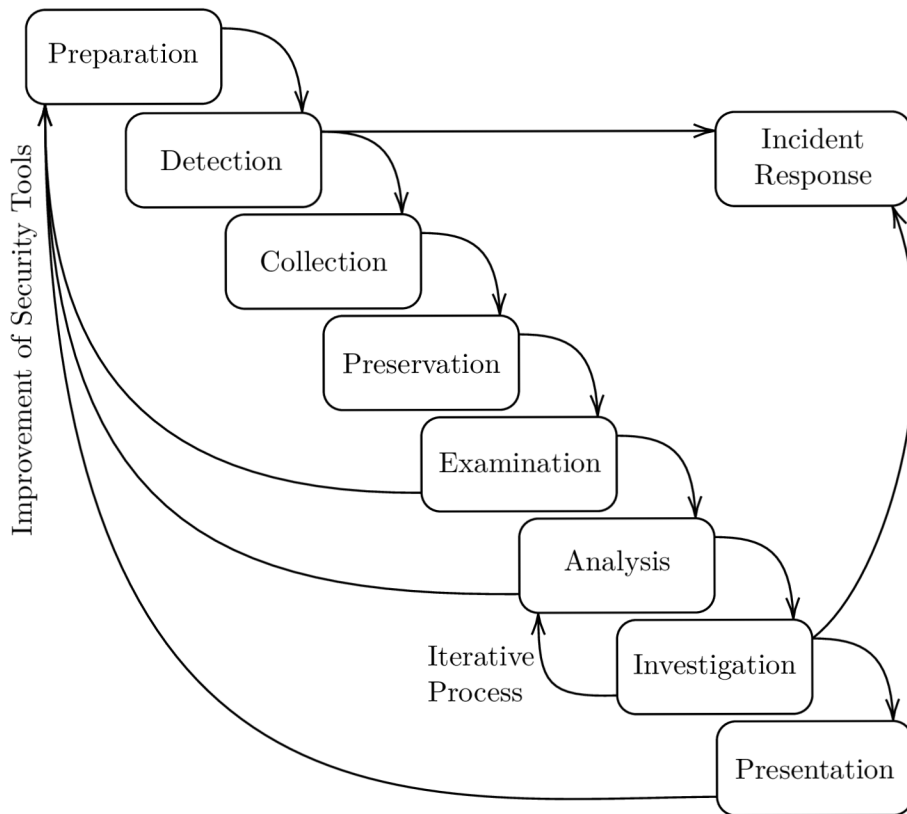 Preparation
Detection
Incident
Response
Collection
Preservation
Examination
Analysis
Investigation
Presentation
Improvement of Security Tools
Iterative
Process